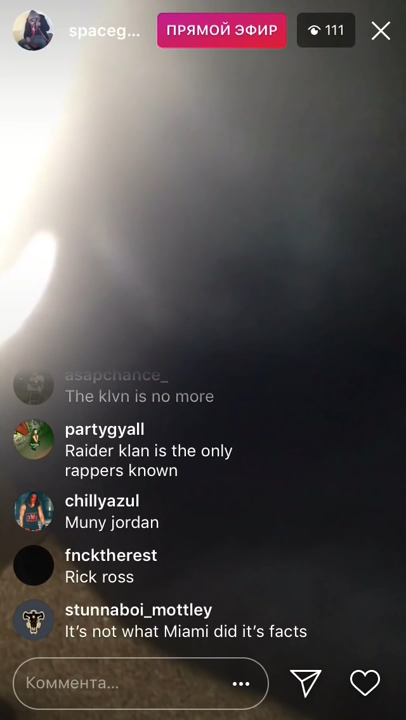 spaceg...
ПРЯМОЙ ЭФИР
111
asapchance_
The klvn is no more
partygyall
Raider klan is the only
rappers known
chillyazul
Muny jordan
fncktherest
Rick ross
stunnaboi_mottley
It's not what Miami did it's facts
Коммента...